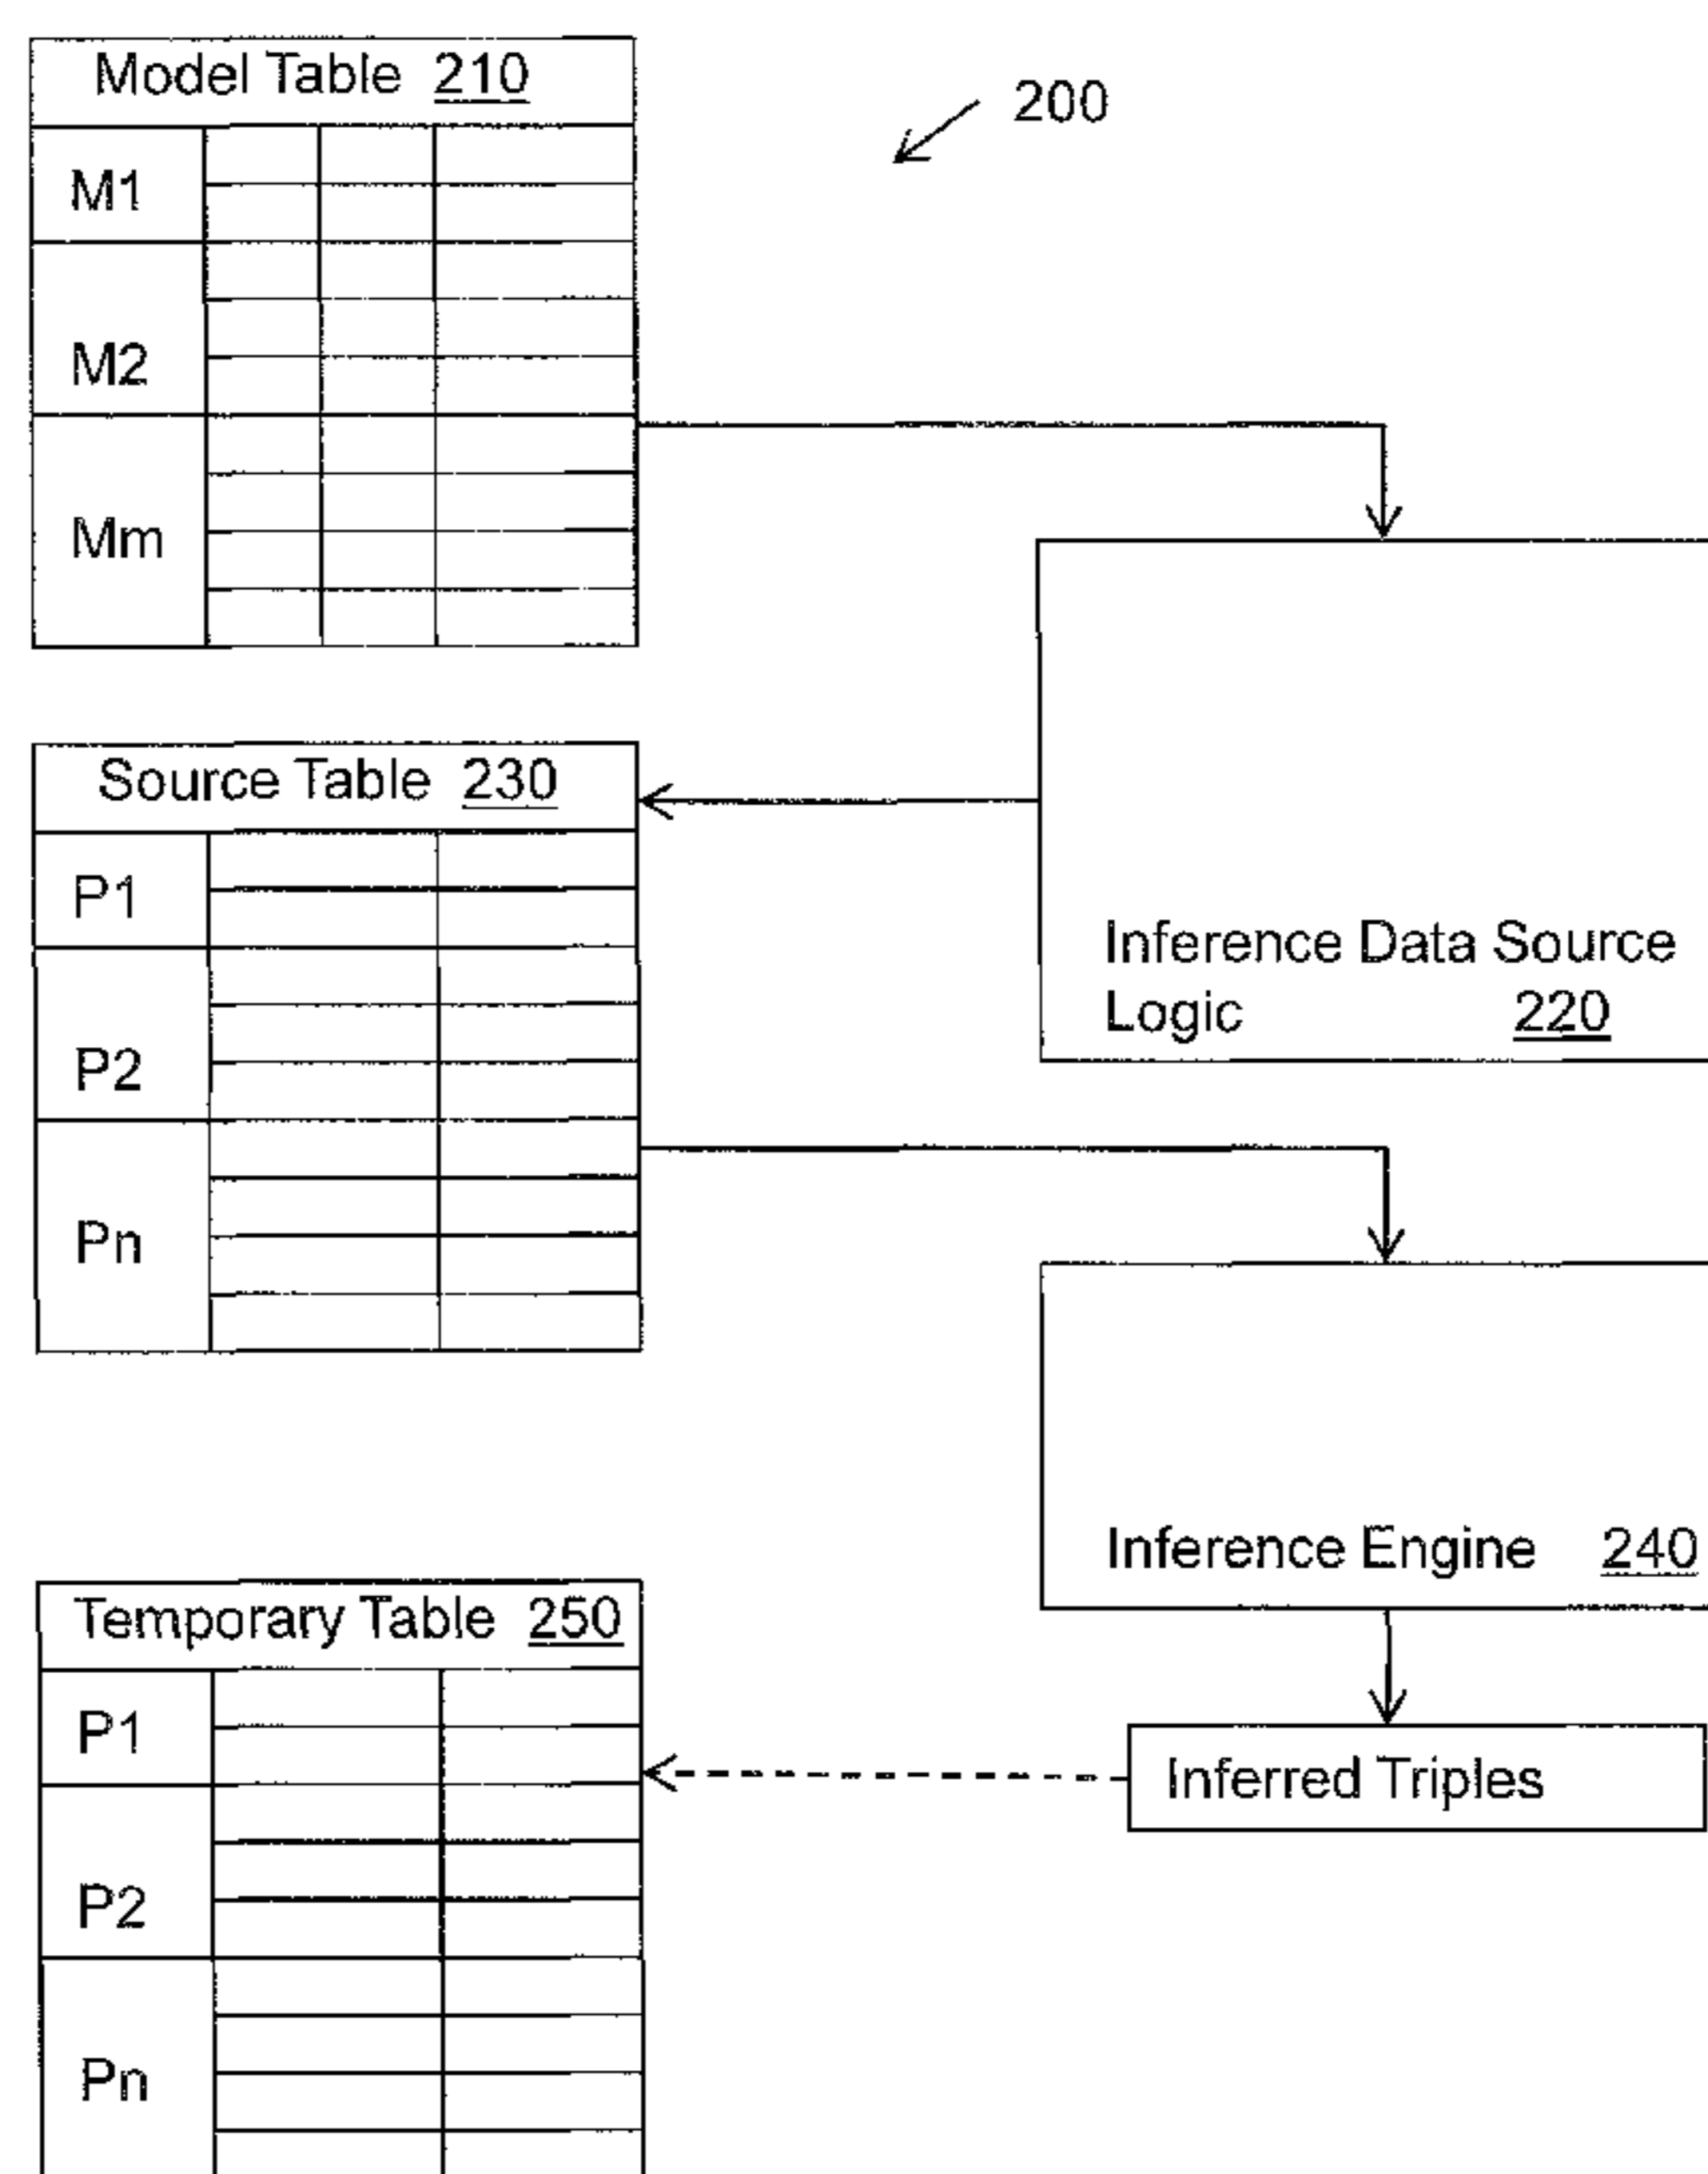 Model Table 210
200
M1
M2
Mm
Source Table 230
P1
P2
Pn
Inference Data Source
Logic 220
Inference Engine 240
Inferred Triples
Temporary Table 250
P1
P2
Pn